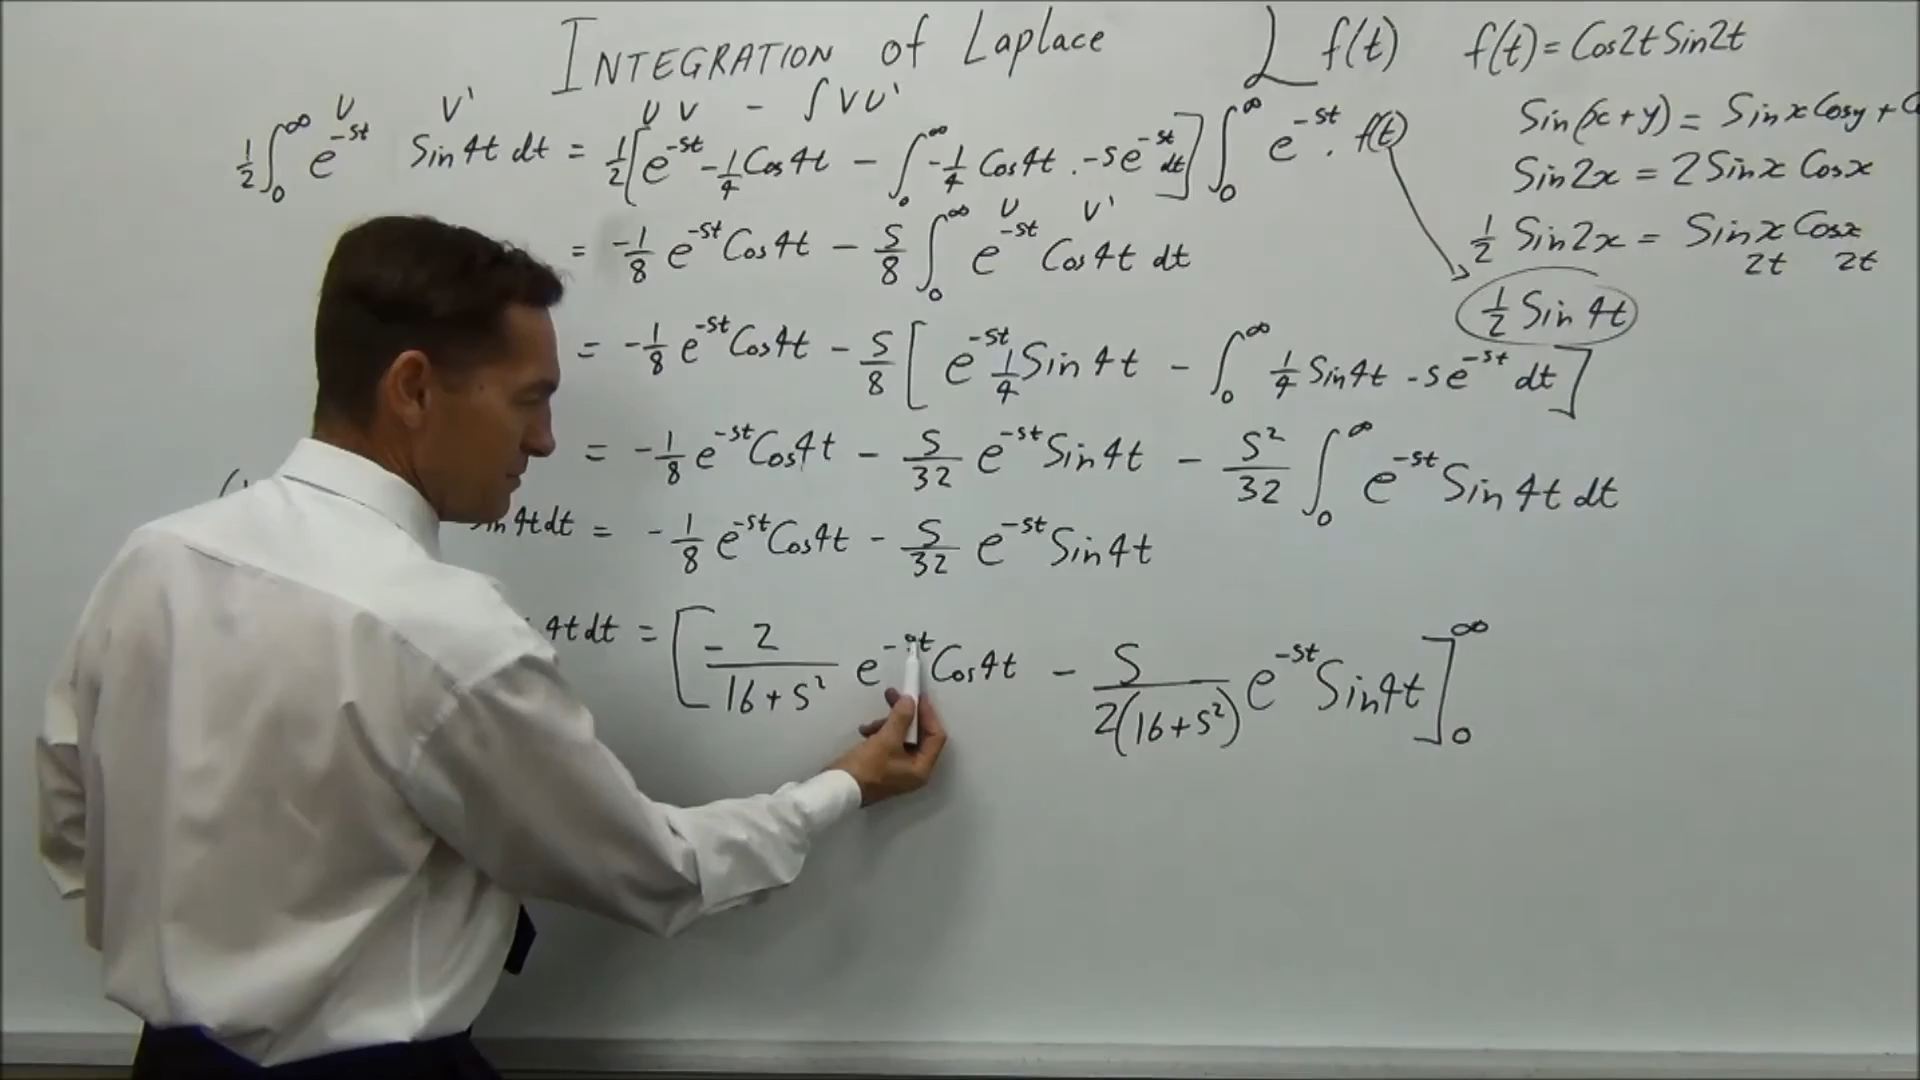 INTEGRATION of Laplace
L f(t) f(t) = Cos2t Sin2t
U V' U V - ∫VU'
½∫₀^∞ e^-st Sin4t dt = ½[e^-st -¼Cos4t - ∫₀^∞ -¼ Cos4t . -se^-st dt]
∫₀^∞ e^-st . f(t)
Sin(x+y) = Sinx Cosy +
Sin2x = 2Sinx Cosx
½ Sin2x = Sinx Cosx
2t 2t
½ Sin4t
U V'
= -⅛ e^-st Cos4t - S/8 ∫₀^∞ e^-st Cos4t dt
= -⅛ e^-st Cos4t - S/8 [e^-st ¼Sin4t - ∫₀^∞ ¼Sin4t -se^-st dt]
= -⅛ e^-st Cos4t - S/32 e^-st Sin4t - S²/32 ∫₀^∞ e^-st Sin4t dt
4t dt = -⅛ e^-st Cos4t - S/32 e^-st Sin4t
4t dt = [-2/(16+S²) e^-st Cos4t - S/(2(16+S²)) e^-st Sin4t]₀^∞